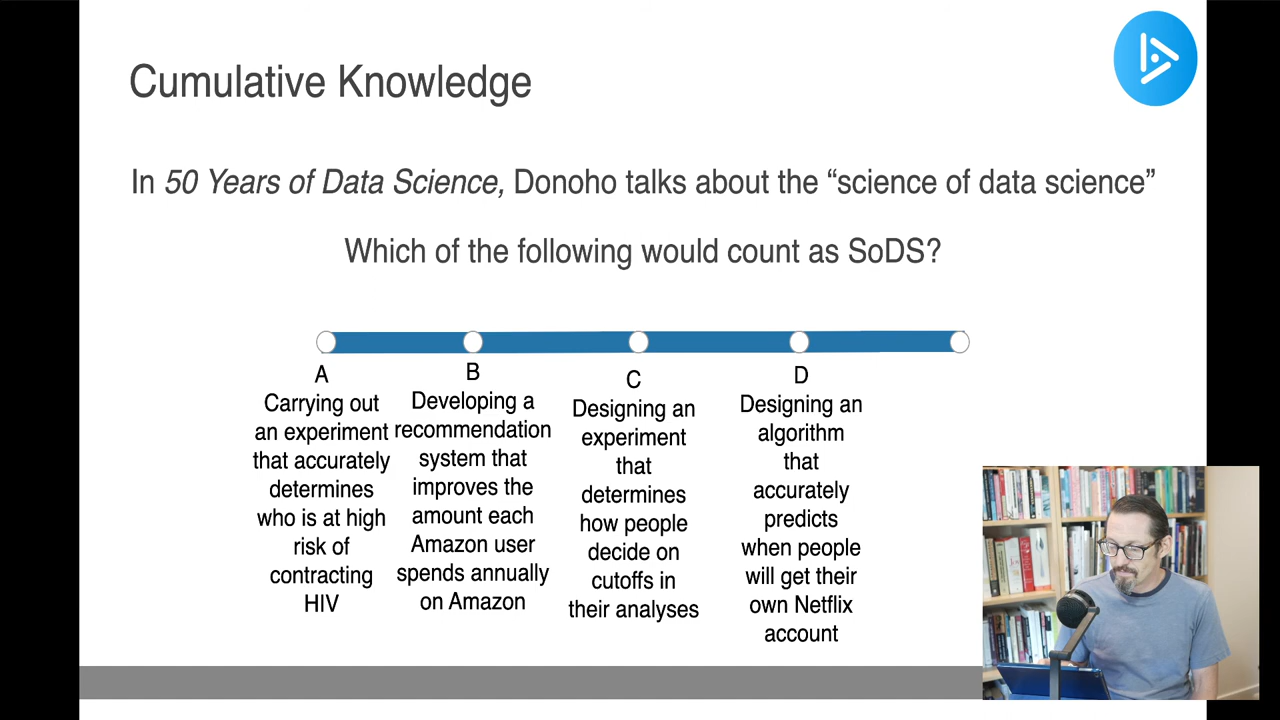 Cumulative Knowledge
In 50 Years of Data Science, Donoho talks about the “science of data science”
Which of the following would count as SoDS?
A
Carrying out
an experiment
that accurately
determines
who is at high
risk of
contracting
HIV
B
Developing a
recommendation
system that
improves the
amount each
Amazon user
spends annually
on Amazon
C
Designing an
experiment
that
determines
how people
decide on
cutoffs in
their analyses
D
Designing an
algorithm
that
accurately
predicts
when people
will get their
own Netflix
account